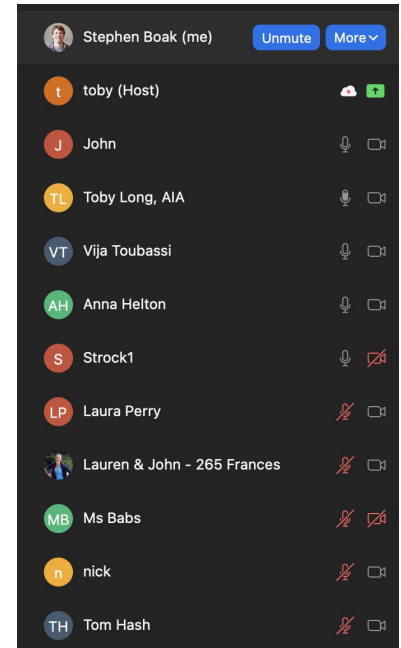 Stephen Boak (me) Unmute More
t toby (Host)
J John
TL Toby Long, AIA
VT Vija Toubassi
AH Anna Helton
S Strock1
LP Laura Perry
Lauren & John - 265 Frances
MB Ms Babs
n nick
TH Tom Hash